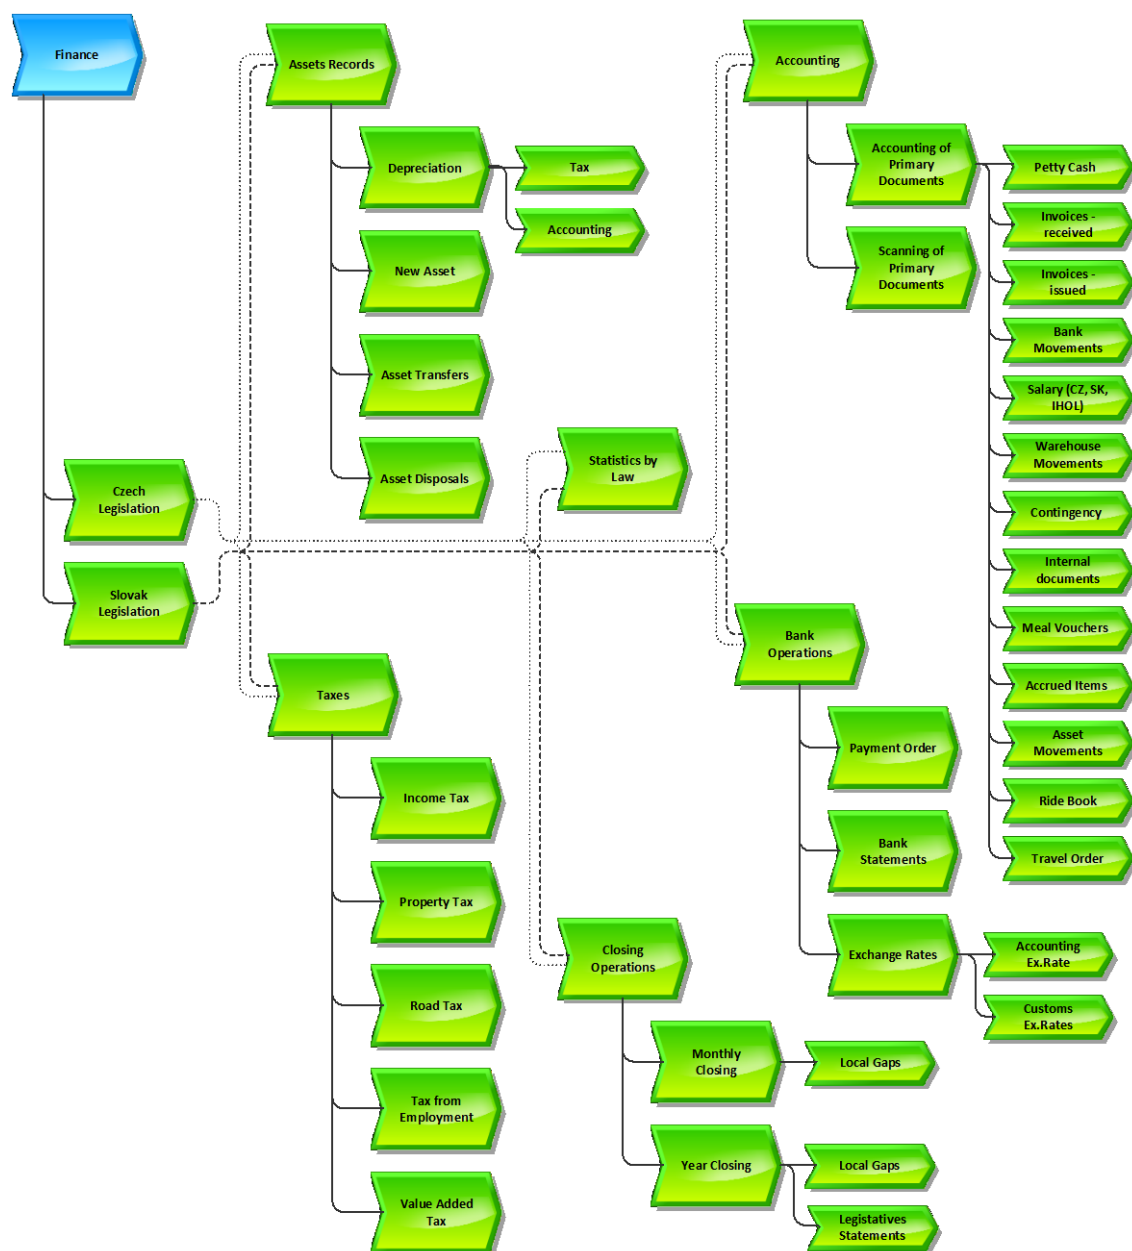 Finance
Czech
Legislation
Slovak
Legislation
Assets Records
Depreciation
Tax
Accounting
New Asset
Asset Transfers
Asset Disposals
Taxes
Income Tax
Property Tax
Road Tax
Tax from
Employment
Value Added
Tax
Statistics by
Law
Closing
Operations
Monthly
Closing
Local Gaps
Year Closing
Local Gaps
Legistatives
Statements
Accounting
Accounting of
Primary
Documents
Scanning of
Primary
Documents
Petty Cash
Invoices -
received
Invoices -
issued
Bank
Movements
Salary (CZ, SK,
IHOL)
Warehouse
Movements
Contingency
Internal
documents
Meal Vouchers
Accrued Items
Asset
Movements
Ride Book
Travel Order
Bank
Operations
Payment Order
Bank
Statements
Exchange Rates
Accounting
Ex.Rate
Customs
Ex.Rates